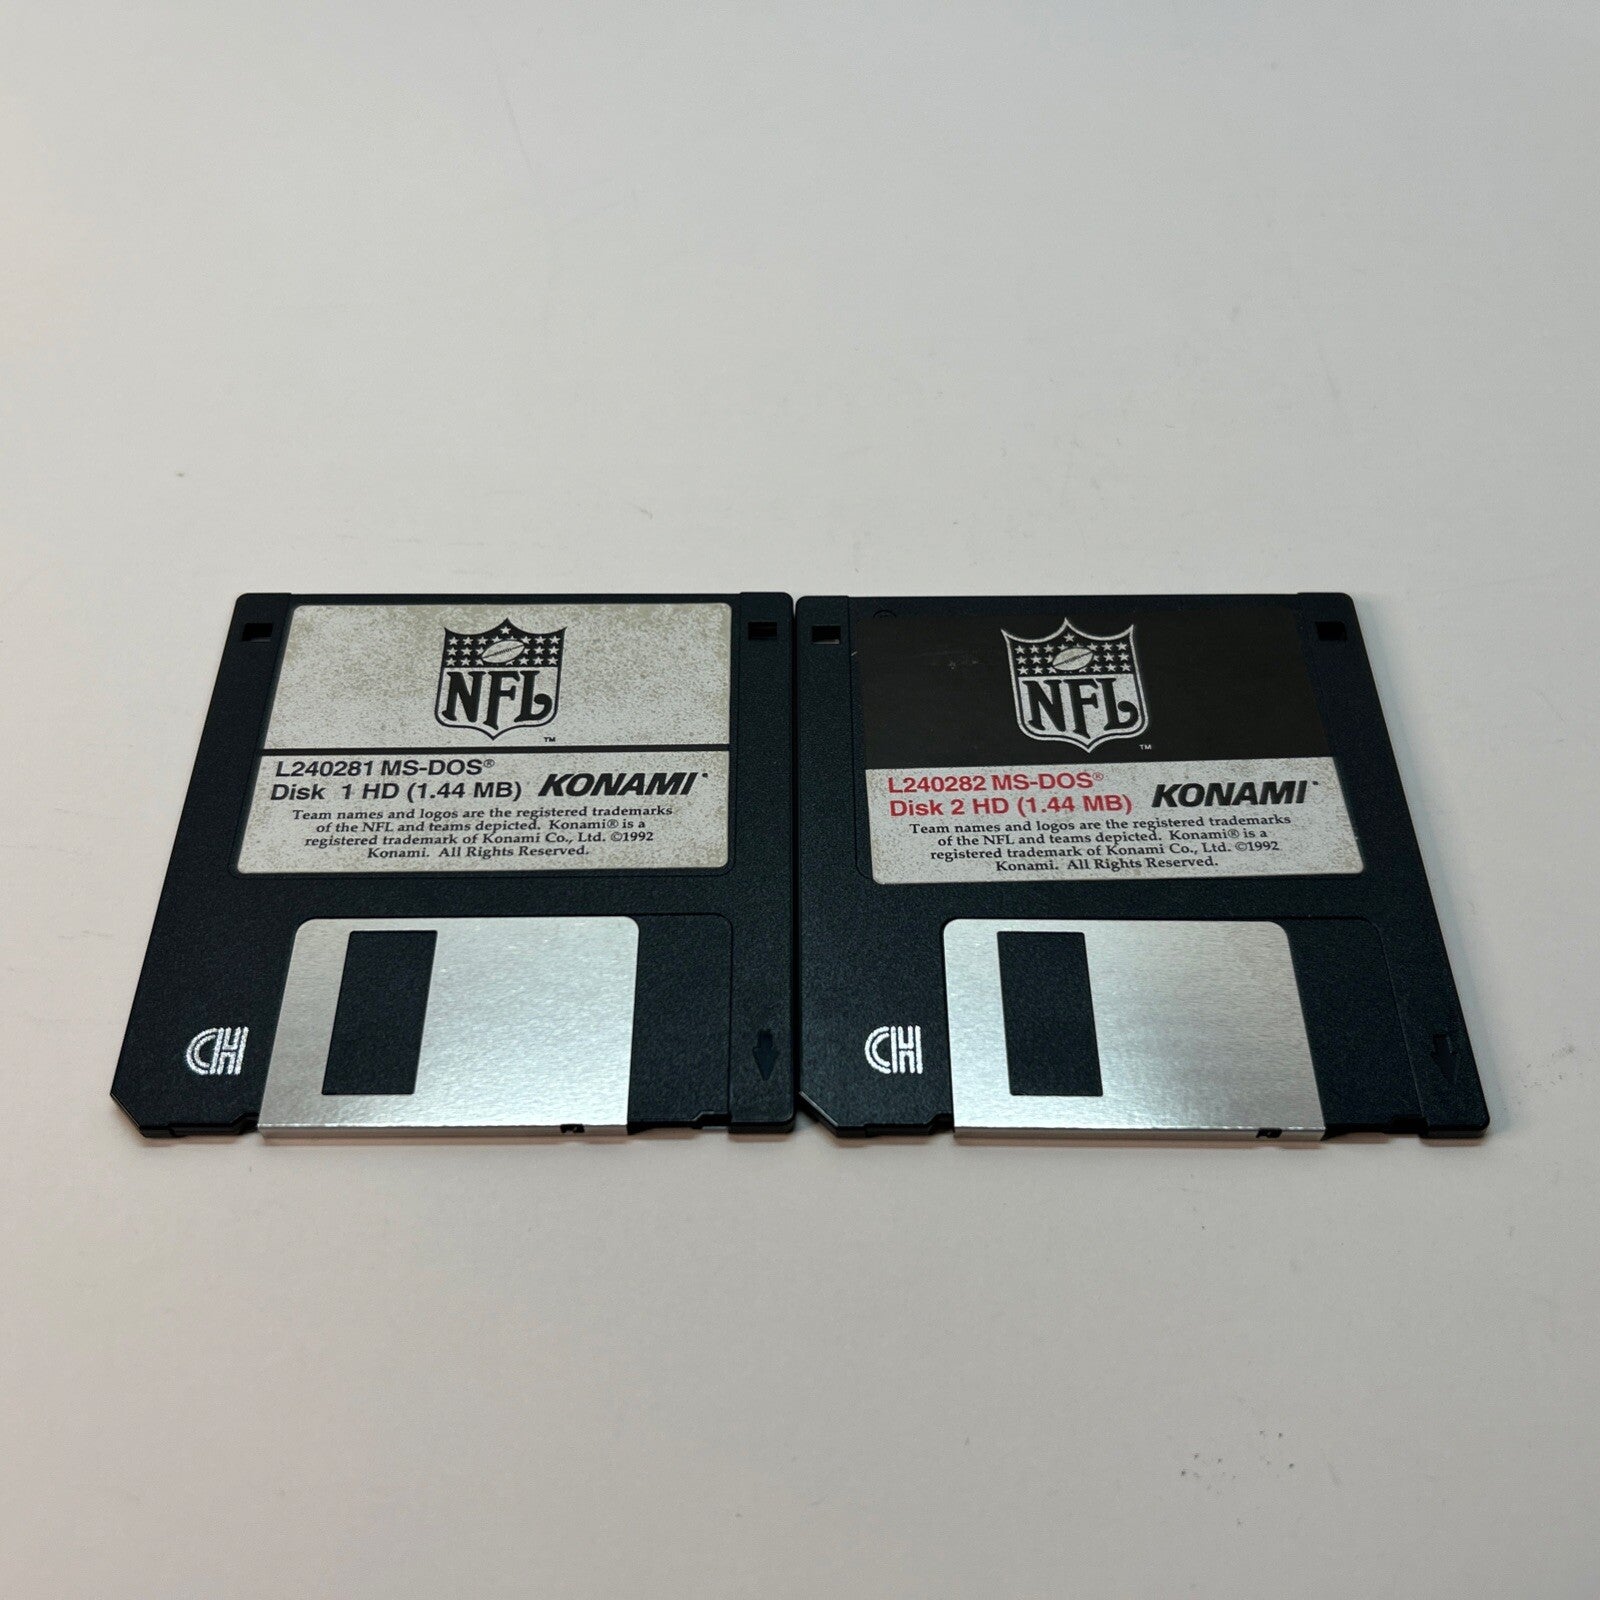 NFL
TM
L240281 MS-DOS®
Disk 1 HD (1.44 MB) KONAMI
Team names and logos are the registered trademarks
of the NFL and teams depicted. Konami® is a
registered trademark of Konami Co., Ltd. ©1992
Konami. All Rights Reserved.
HD
NFL
TM
L240282 MS-DOS®
Disk 2 HD (1.44 MB) KONAMI
Team names and logos are the registered trademarks
of the NFL and teams depicted. Konami® is a
registered trademark of Konami Co., Ltd. ©1992
Konami. All Rights Reserved.
HD